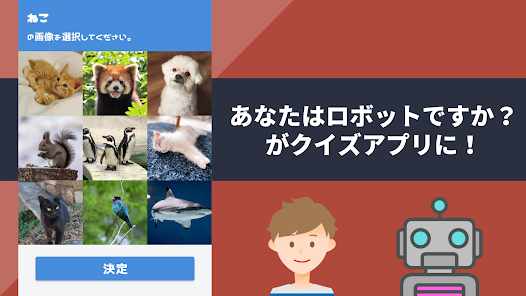 ねこ
の画像を選択してください。
あなたはロボットですか？
がクイズアプリに！
決定